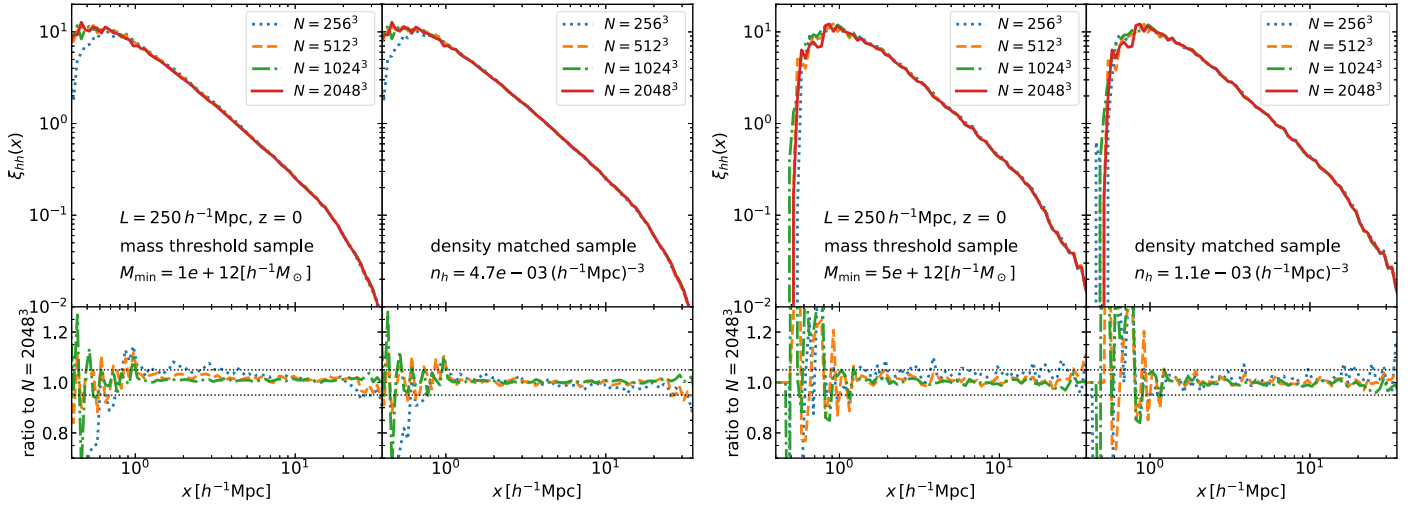 10¹
10⁰
10⁻¹
10⁻²
ξₕₕ(x)
N = 256³
N = 512³
N = 1024³
N = 2048³
L = 250 h⁻¹Mpc, z = 0
mass threshold sample
M_min = 1e + 12[h⁻¹M_⊙]
N = 256³
N = 512³
N = 1024³
N = 2048³
density matched sample
nₕ = 4.7e − 03 (h⁻¹Mpc)⁻³
ratio to N = 2048³
1.2
1.0
0.8
10⁰
10¹
10⁰
10¹
x [h⁻¹Mpc]
x [h⁻¹Mpc]
10¹
10⁰
10⁻¹
10⁻²
ξₕₕ(x)
N = 256³
N = 512³
N = 1024³
N = 2048³
L = 250 h⁻¹Mpc, z = 0
mass threshold sample
M_min = 5e + 12[h⁻¹M_⊙]
N = 256³
N = 512³
N = 1024³
N = 2048³
density matched sample
nₕ = 1.1e − 03 (h⁻¹Mpc)⁻³
ratio to N = 2048³
1.2
1.0
0.8
10⁰
10¹
10⁰
10¹
x [h⁻¹Mpc]
x [h⁻¹Mpc]